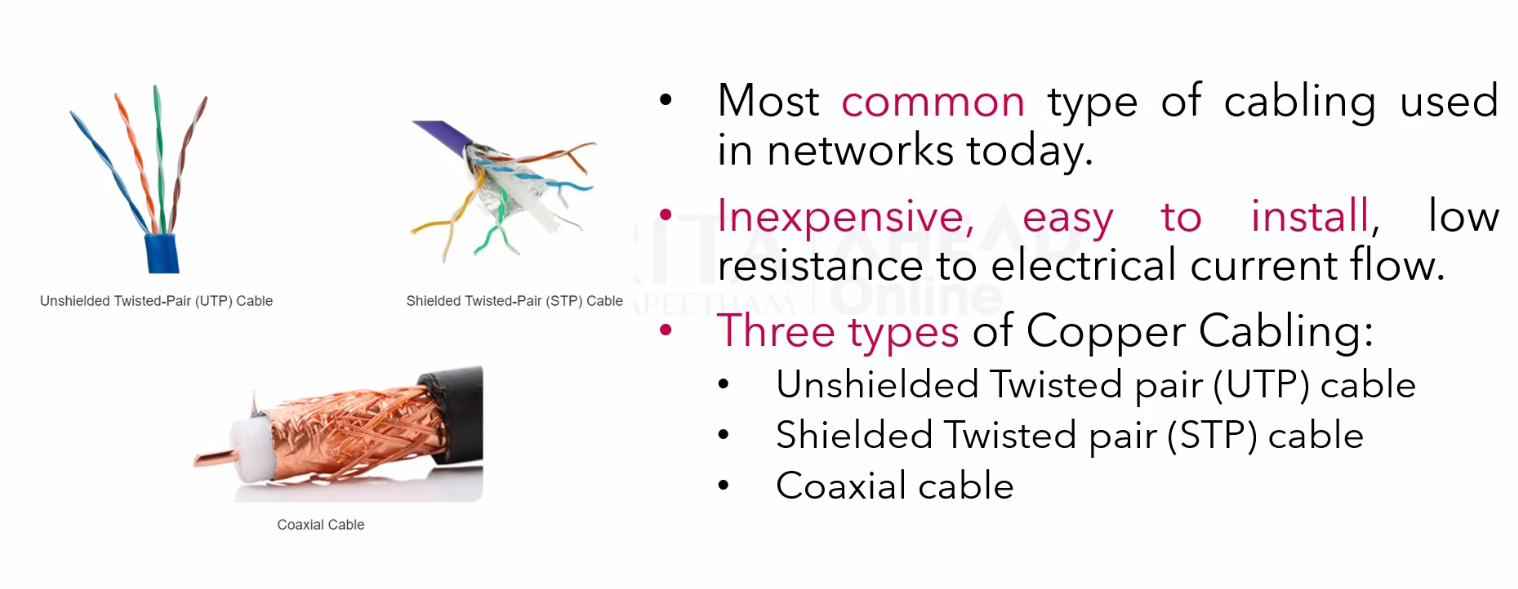 Unshielded Twisted-Pair (UTP) Cable
Shielded Twisted-Pair (STP) Cable
Coaxial Cable
• Most common type of cabling used
in networks today.
• Inexpensive, easy to install, low
resistance to electrical current flow.
• Three types of Copper Cabling:
• Unshielded Twisted pair (UTP) cable
• Shielded Twisted pair (STP) cable
• Coaxial cable
AHEAD
Online